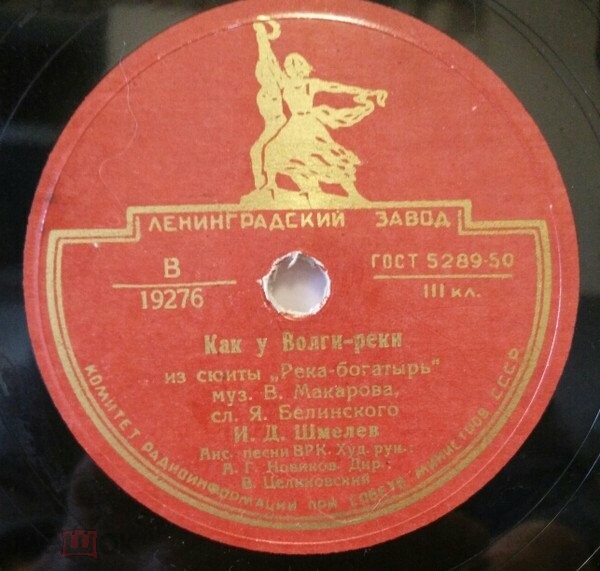 ЛЕНИНГРАДСКИЙ ЗАВОД
В
19276
ГОСТ 5289-50
III кл.
Как у Волги-реки
из сюиты „Река-богатырь"
муз. В. Макарова,
сл. Я. Белинского
И. Д. Шмелев
Анс. песни ВРК. Худ. рук.:
А. Г. Новиков. Дир.:
В. Целиковский
КОМИТЕТ РАДИОИНФОРМАЦИИ ПРИ СОВЕТЕ МИНИСТРОВ СССР